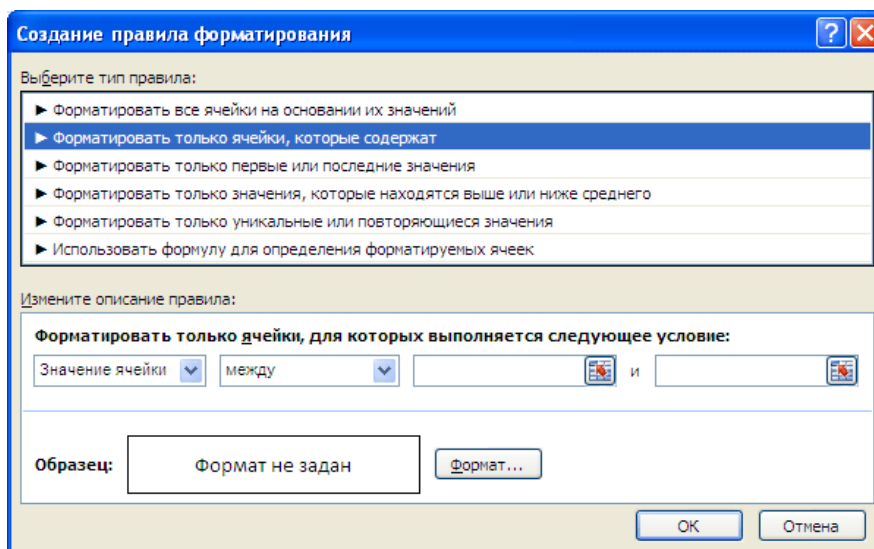 Создание правила форматирования
Выберите тип правила:
► Форматировать все ячейки на основании их значений
► Форматировать только ячейки, которые содержат
► Форматировать только первые или последние значения
► Форматировать только значения, которые находятся выше или ниже среднего
► Форматировать только уникальные или повторяющиеся значения
► Использовать формулу для определения форматируемых ячеек
Измените описание правила:
Форматировать только ячейки, для которых выполняется следующее условие:
Значение ячейки между и
Образец: Формат не задан Формат...
ОК Отмена